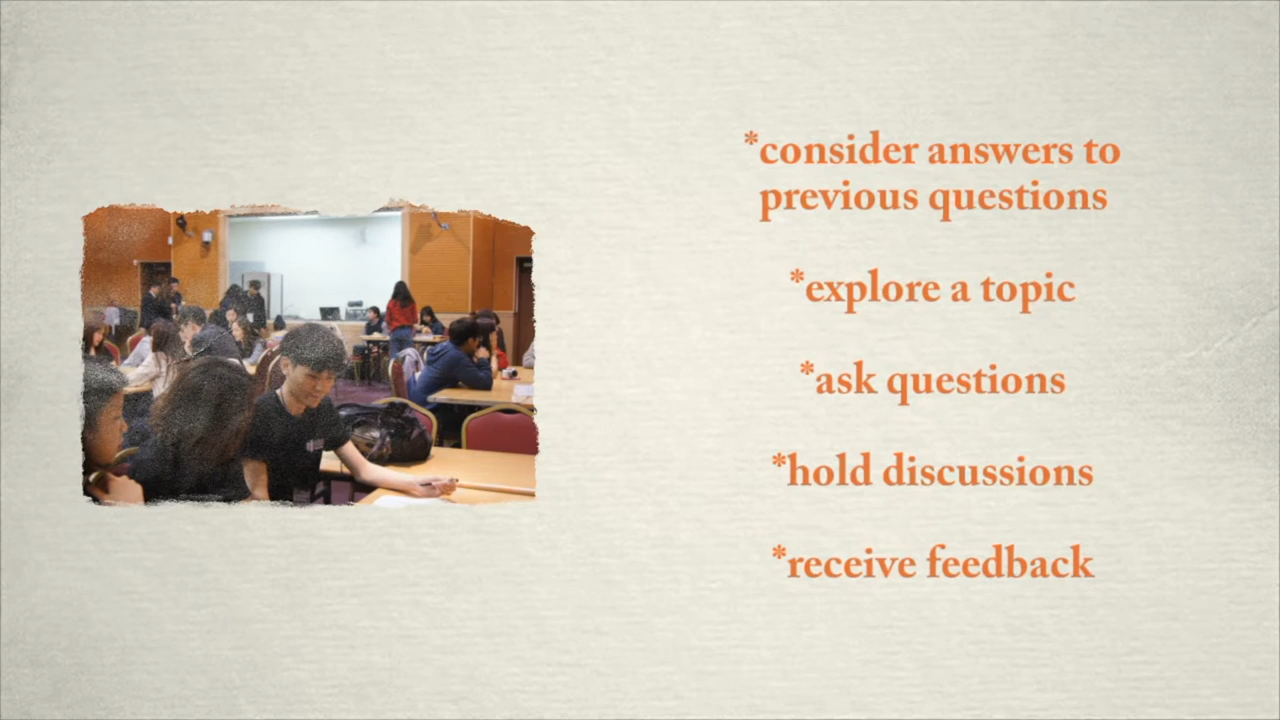 *consider answers to
previous questions
*explore a topic
*ask questions
*hold discussions
*receive feedback